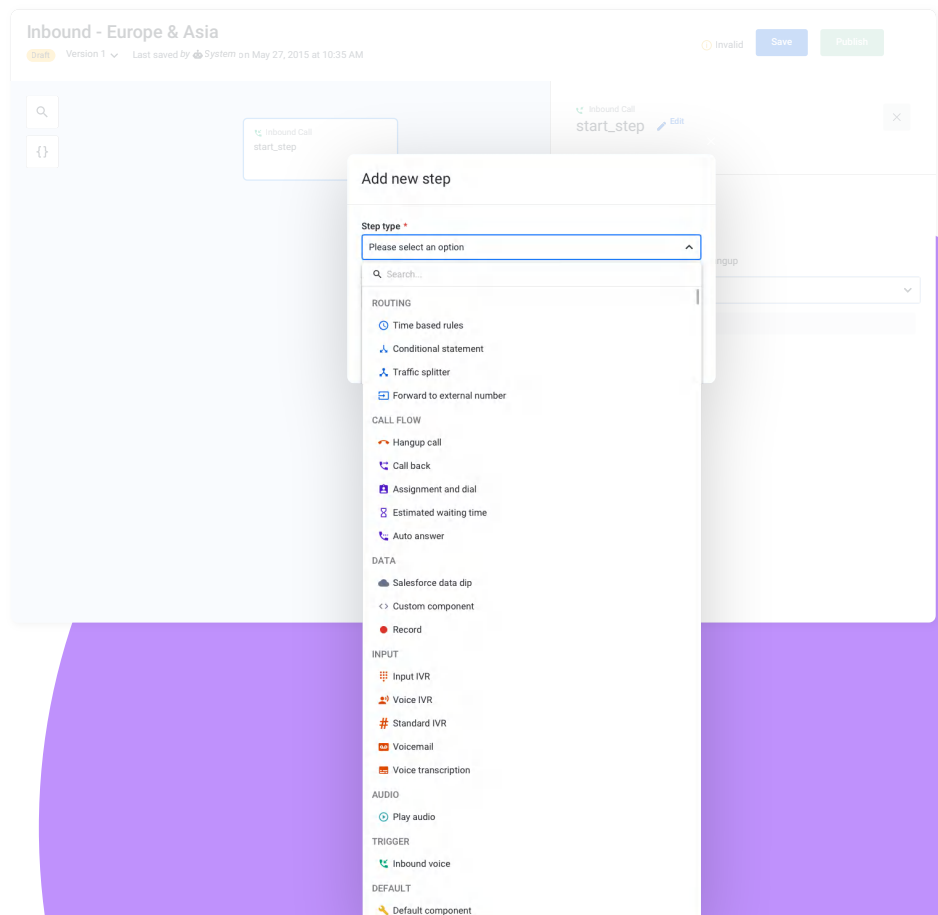 Inbound - Europe & Asia
Draft Version 1 Last saved by System on May 27, 2015 at 10:35 AM
Invalid
Save
Publish
{}
Inbound Call
start_step
Inbound Call
start_step
Edit
Add new step
Step type *
Please select an option
Search...
ngup
ROUTING
Time based rules
Conditional statement
Traffic splitter
Forward to external number
CALL FLOW
Hangup call
Call back
Assignment and dial
Estimated waiting time
Auto answer
DATA
Salesforce data dip
Custom component
Record
INPUT
Input IVR
Voice IVR
Standard IVR
Voicemail
Voice transcription
AUDIO
Play audio
TRIGGER
Inbound voice
DEFAULT
Default component